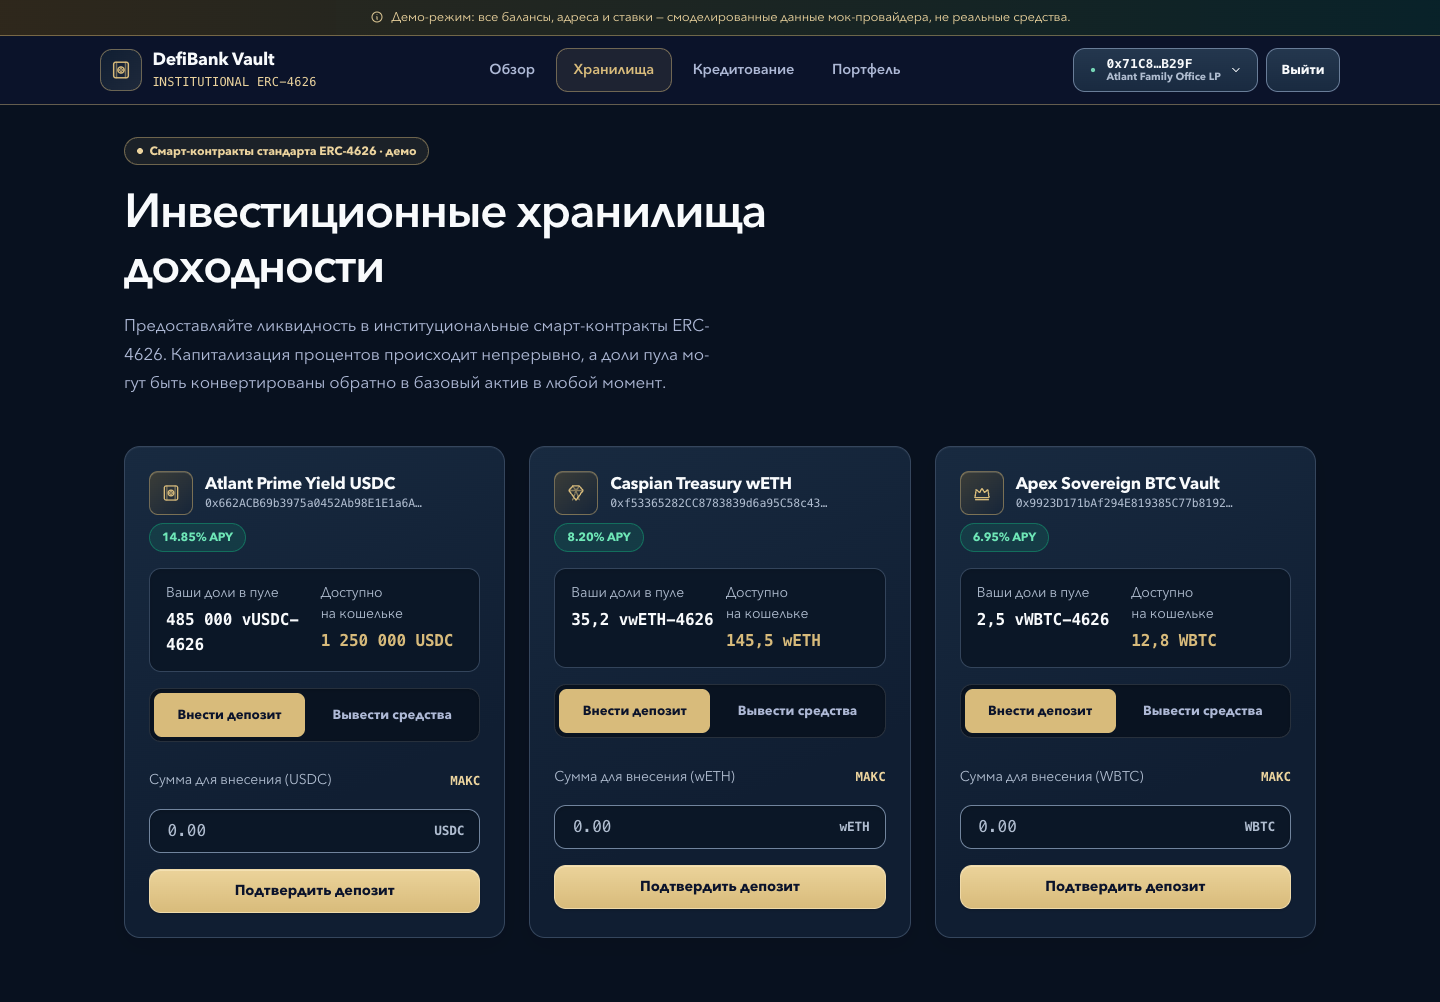 Демо-режим: все балансы, адреса и ставки — смоделированные данные мок-провайдера, не реальные средства.
DefiBank Vault
INSTITUTIONAL ERC-4626
Обзор
Хранилища
Кредитование
Портфель
0x71C8…B29F
Atlant Family Office LP
Выйти
Смарт-контракты стандарта ERC-4626 · демо
Инвестиционные хранилища
доходности
Предоставляйте ликвидность в институциональные смарт-контракты ERC-
4626. Капитализация процентов происходит непрерывно, а доли пула мо-
гут быть конвертированы обратно в базовый актив в любой момент.
Atlant Prime Yield USDC
0x662ACB69b3975a0452Ab98E1E1a6A…
14.85% APY
Ваши доли в пуле
485 000 vUSDC-
4626
Доступно
на кошельке
1 250 000 USDC
Внести депозит
Вывести средства
Сумма для внесения (USDC)
МАКС
0.00
USDC
Подтвердить депозит
Caspian Treasury wETH
0xf53365282CC8783839d6a95C58c43…
8.20% APY
Ваши доли в пуле
35,2 vwETH-4626
Доступно
на кошельке
145,5 wETH
Внести депозит
Вывести средства
Сумма для внесения (wETH)
МАКС
0.00
wETH
Подтвердить депозит
Apex Sovereign BTC Vault
0x9923D171bAf294E819385C77b8192…
6.95% APY
Ваши доли в пуле
2,5 vWBTC-4626
Доступно
на кошельке
12,8 WBTC
Внести депозит
Вывести средства
Сумма для внесения (WBTC)
МАКС
0.00
WBTC
Подтвердить депозит